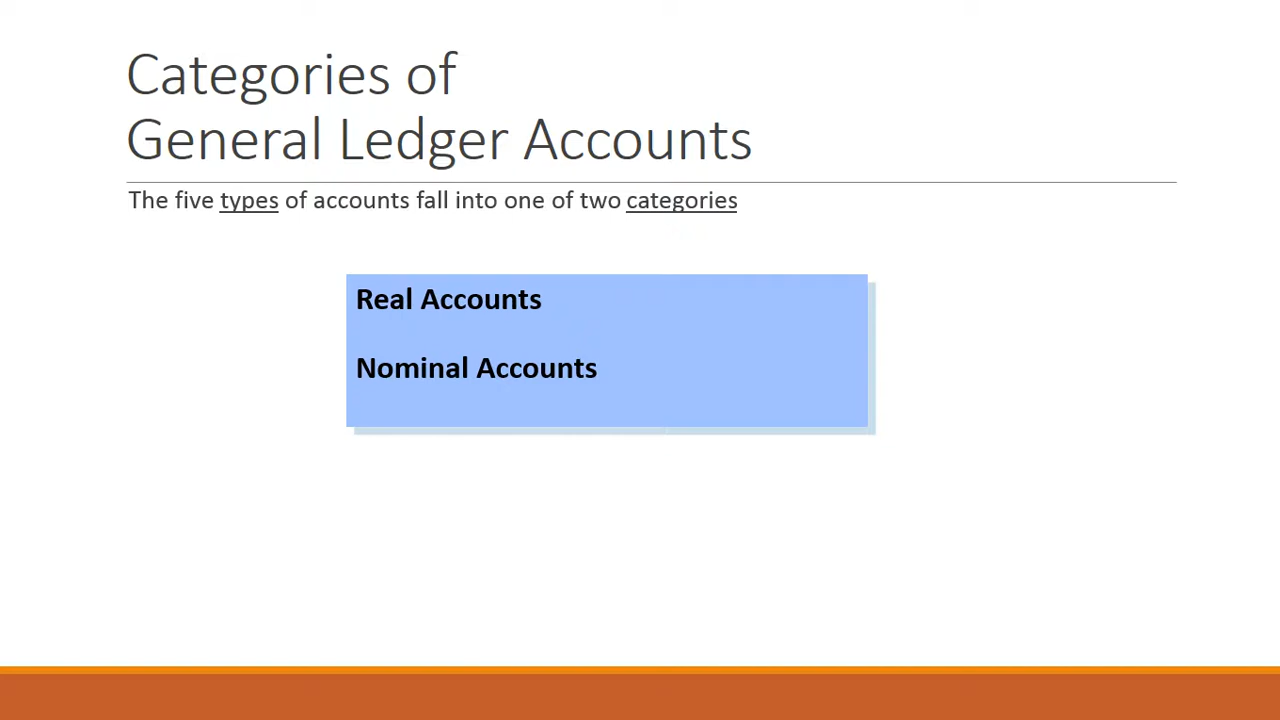 Categories of
General Ledger Accounts
The five types of accounts fall into one of two categories
Real Accounts
Nominal Accounts